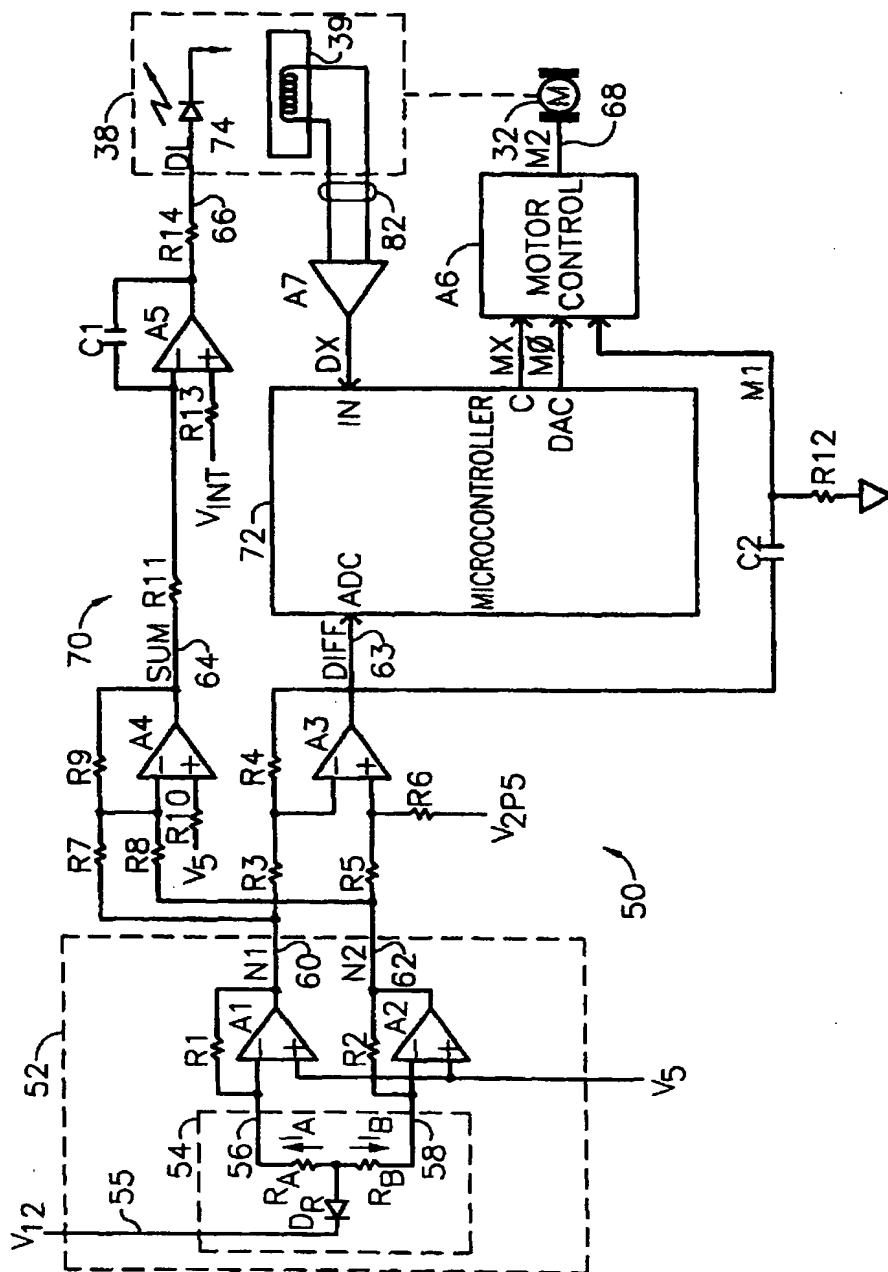 V12
55
52
54
56
58
RA
RB
DR
IA
IB
R1
A1
R2
A2
V5
N1
60
N2
62
R7
R8
R9
R10
V5
A4
R3
R5
R4
R6
A3
V2P5
50
SUM
64
70
R11
DIFF
63
ADC
72
MICROCONTROLLER
IN
C
DAC
C2
R12
M1
VINT
R13
A5
C1
R14
66
DX
A7
82
MX
MØ
A6
MOTOR
CONTROL
M2
68
32
M
38
DL
74
39